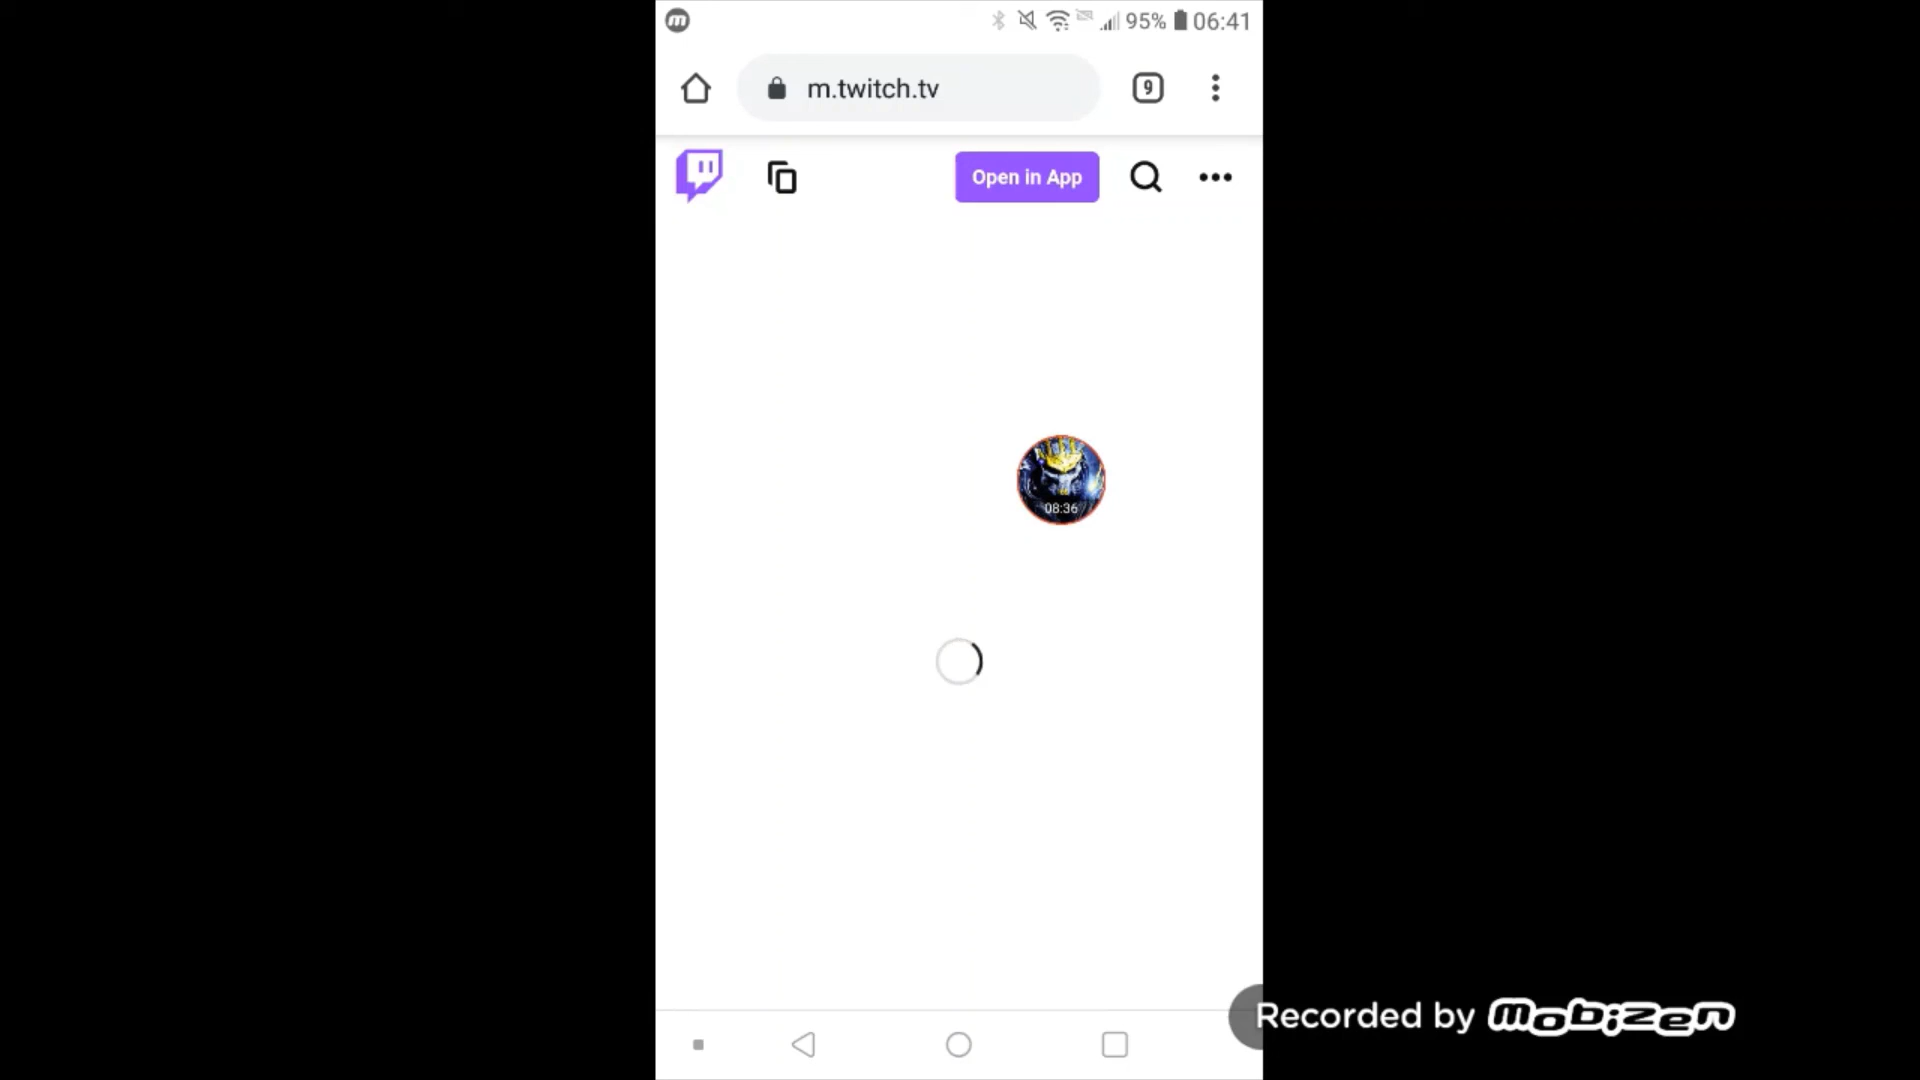 95% 06:41
m.twitch.tv
9
Open in App
08:36
Recorded by mobizen